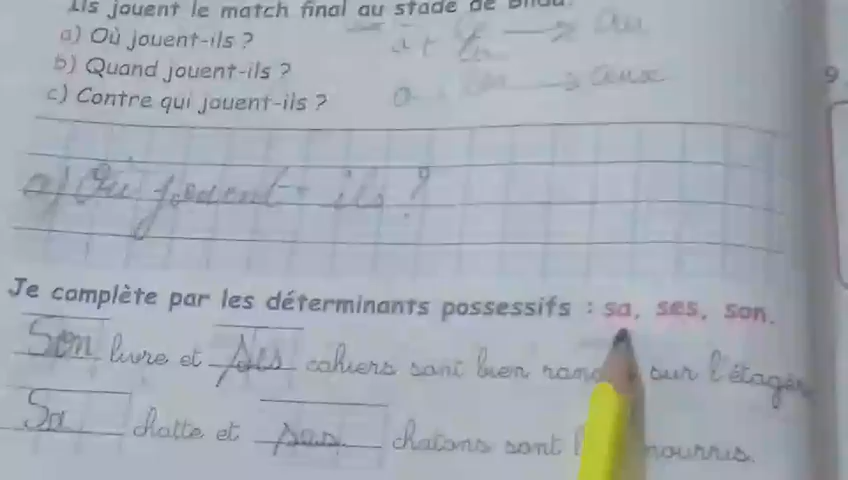 Ils jouent le match final au stade de
a) Où jouent-ils ?
à + → au
b) Quand jouent-ils ?
→ aux
c) Contre qui jouent-ils ?
9
a) Où jouent-ils ?
Je complète par les déterminants possessifs : sa, ses, son.
Son livre et ses cahiers sont bien sur l'étagère
Sa chatte et ses chatons sont nourris.